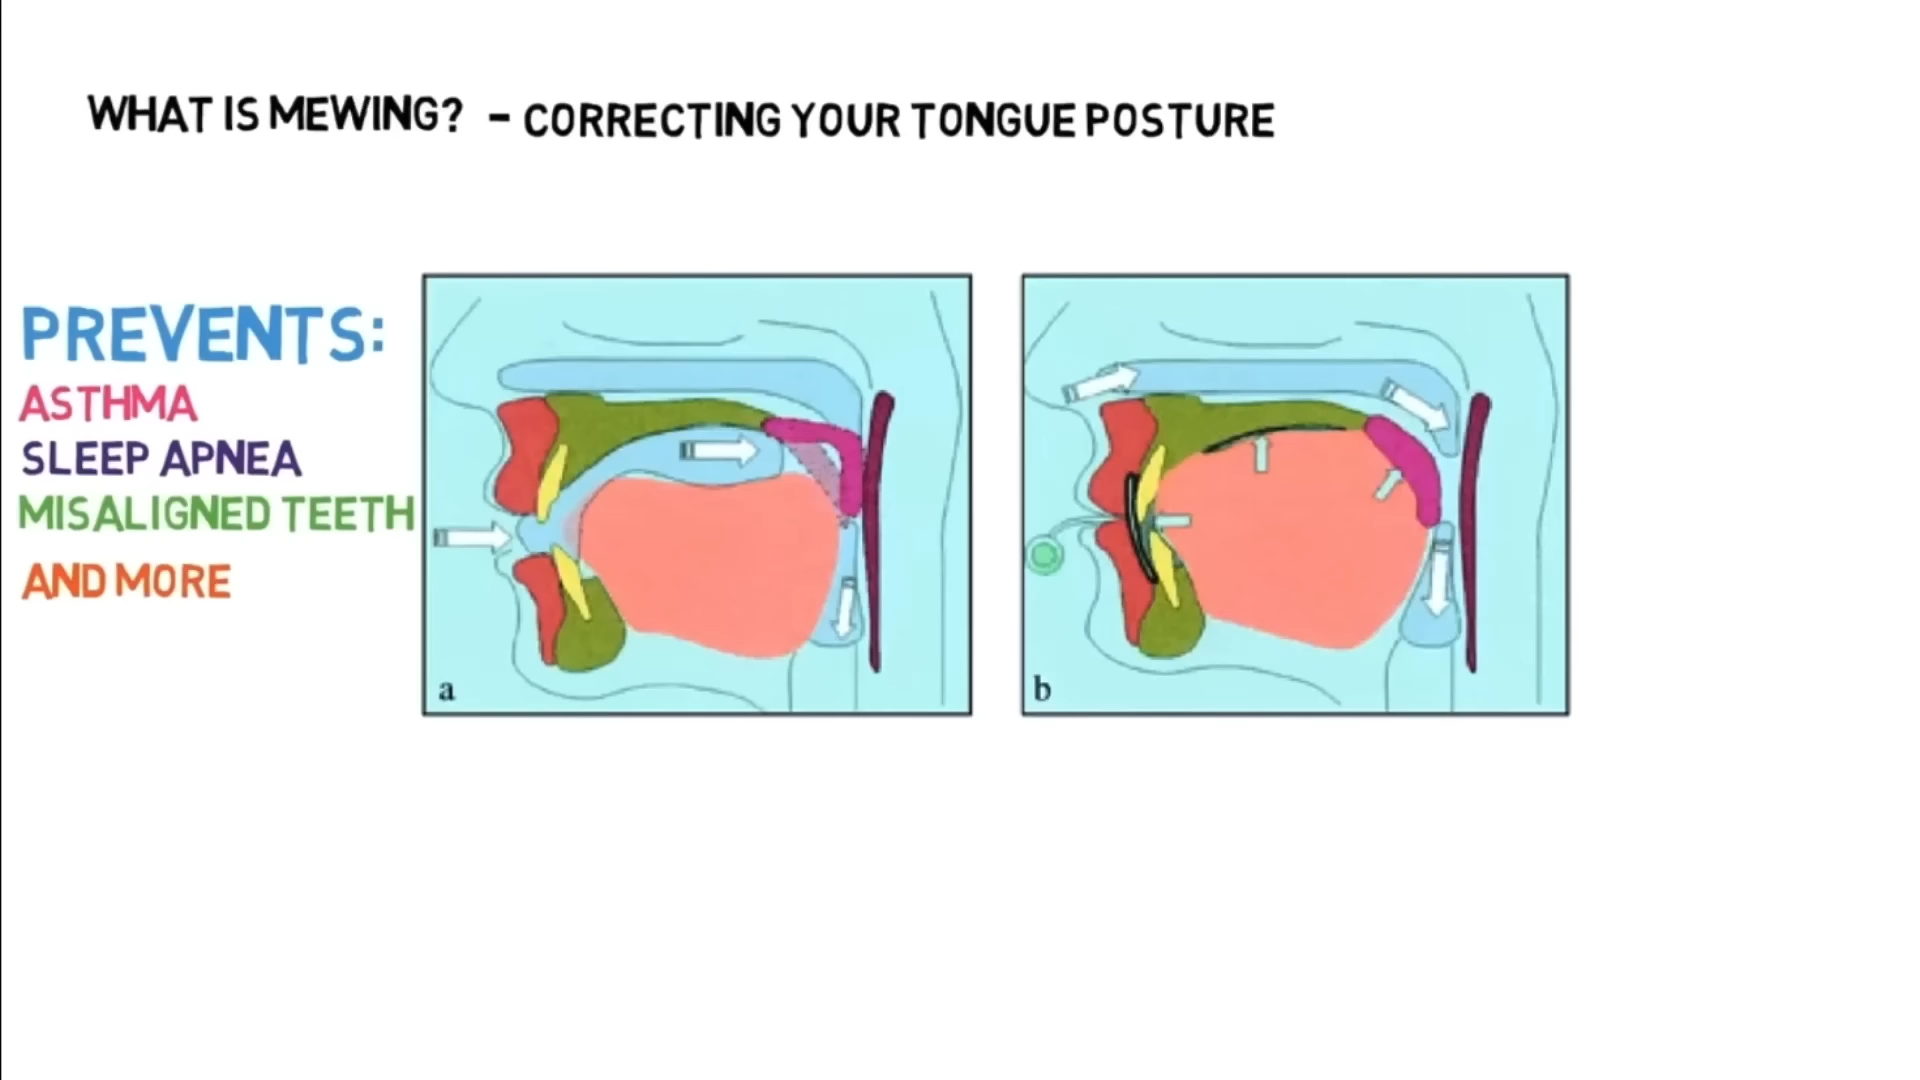 WHAT IS MEWING? - CORRECTING YOUR TONGUE POSTURE
PREVENTS:
ASTHMA
SLEEP APNEA
MISALIGNED TEETH
AND MORE
a
b